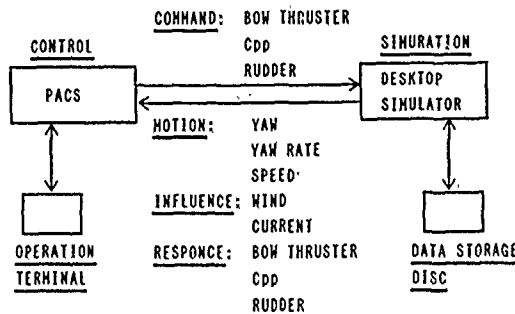 COMMAND: BOW THRUSTER
CONTROL
Cpp
SIMURATION
RUDDER
PACS
DESKTOP
SIMULATOR
MOTION: YAW
YAW RATE
SPEED
INFLUENCE: WIND
CURRENT
OPERATION
TERMINAL
RESPONCE: BOW THRUSTER
Cpp
RUDDER
DATA STORAGE
DISC